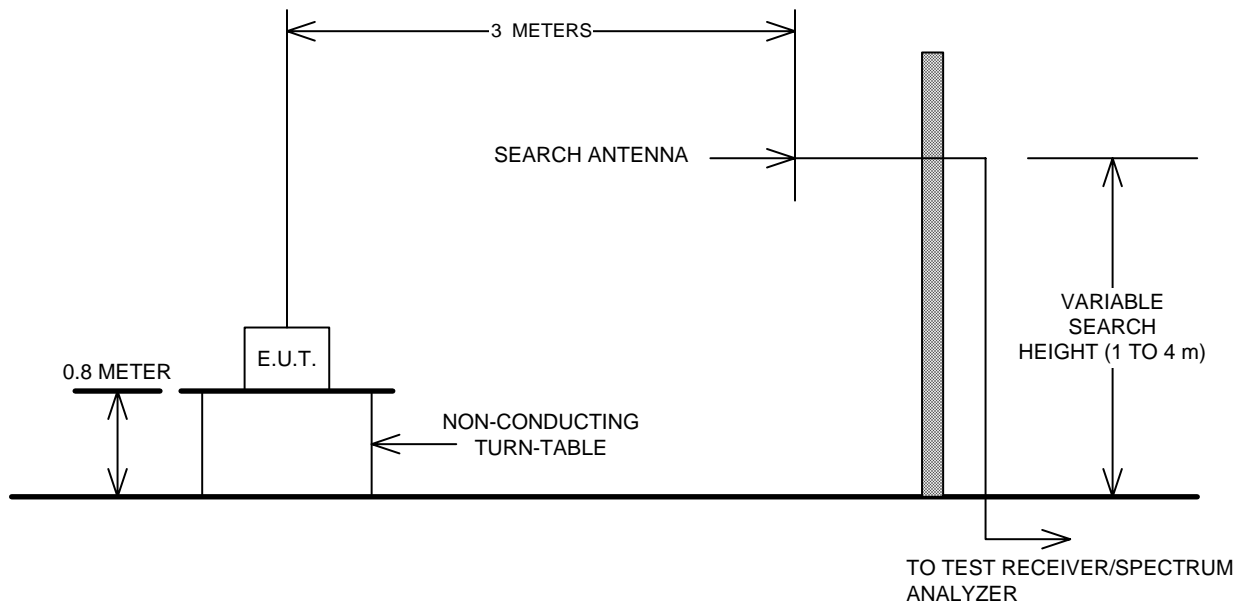 3 METERS
SEARCH ANTENNA
VARIABLE
SEARCH
HEIGHT (1 TO 4 m)
E.U.T.
0.8 METER
NON-CONDUCTING
TURN-TABLE
TO TEST RECEIVER/SPECTRUM
ANALYZER